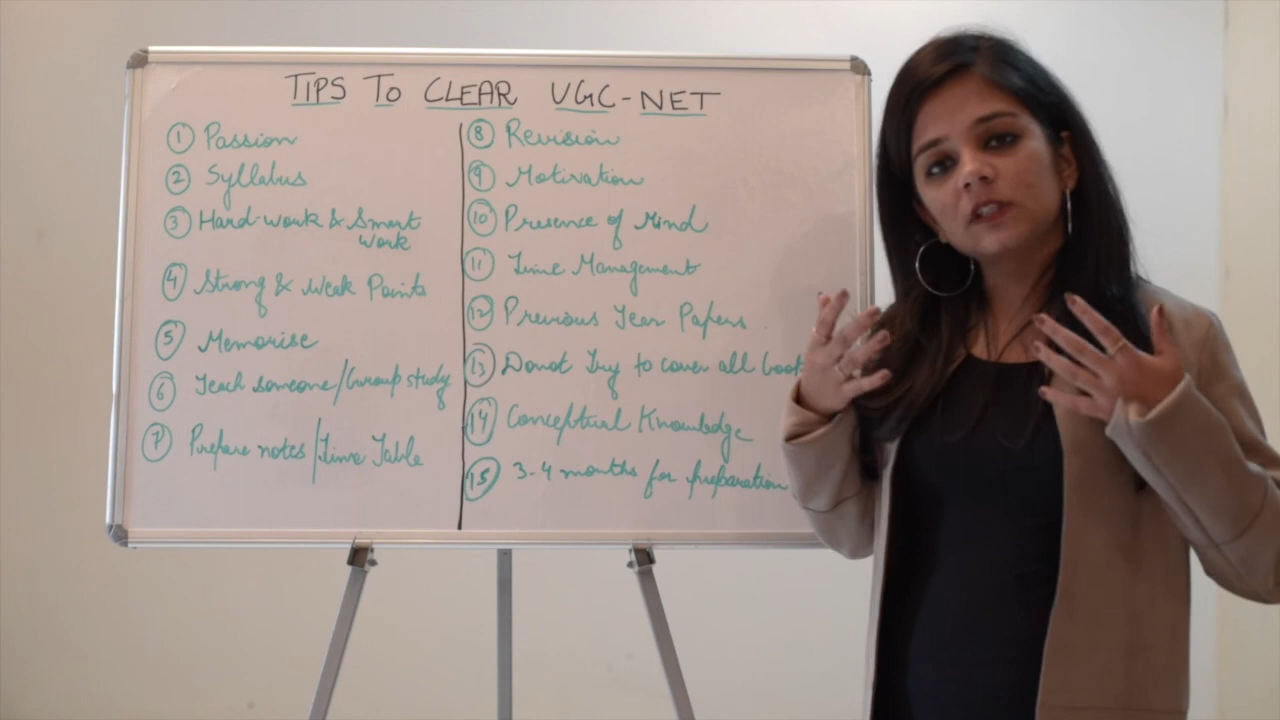 TIPS TO CLEAR UGC-NET
1 Passion
2 Syllabus
3 Hard-work & Smart
Work
4 Strong & Weak Points
5 Memorise
6 Teach someone/Group study
7 Prepare notes/Time Table
8 Revision
9 Motivation
10 Presence of Mind
11 Time Management
12 Previous Year Papers
13 Donot Try to cover all
14 Conceptual Knowledge
15 3-4 months for preparation